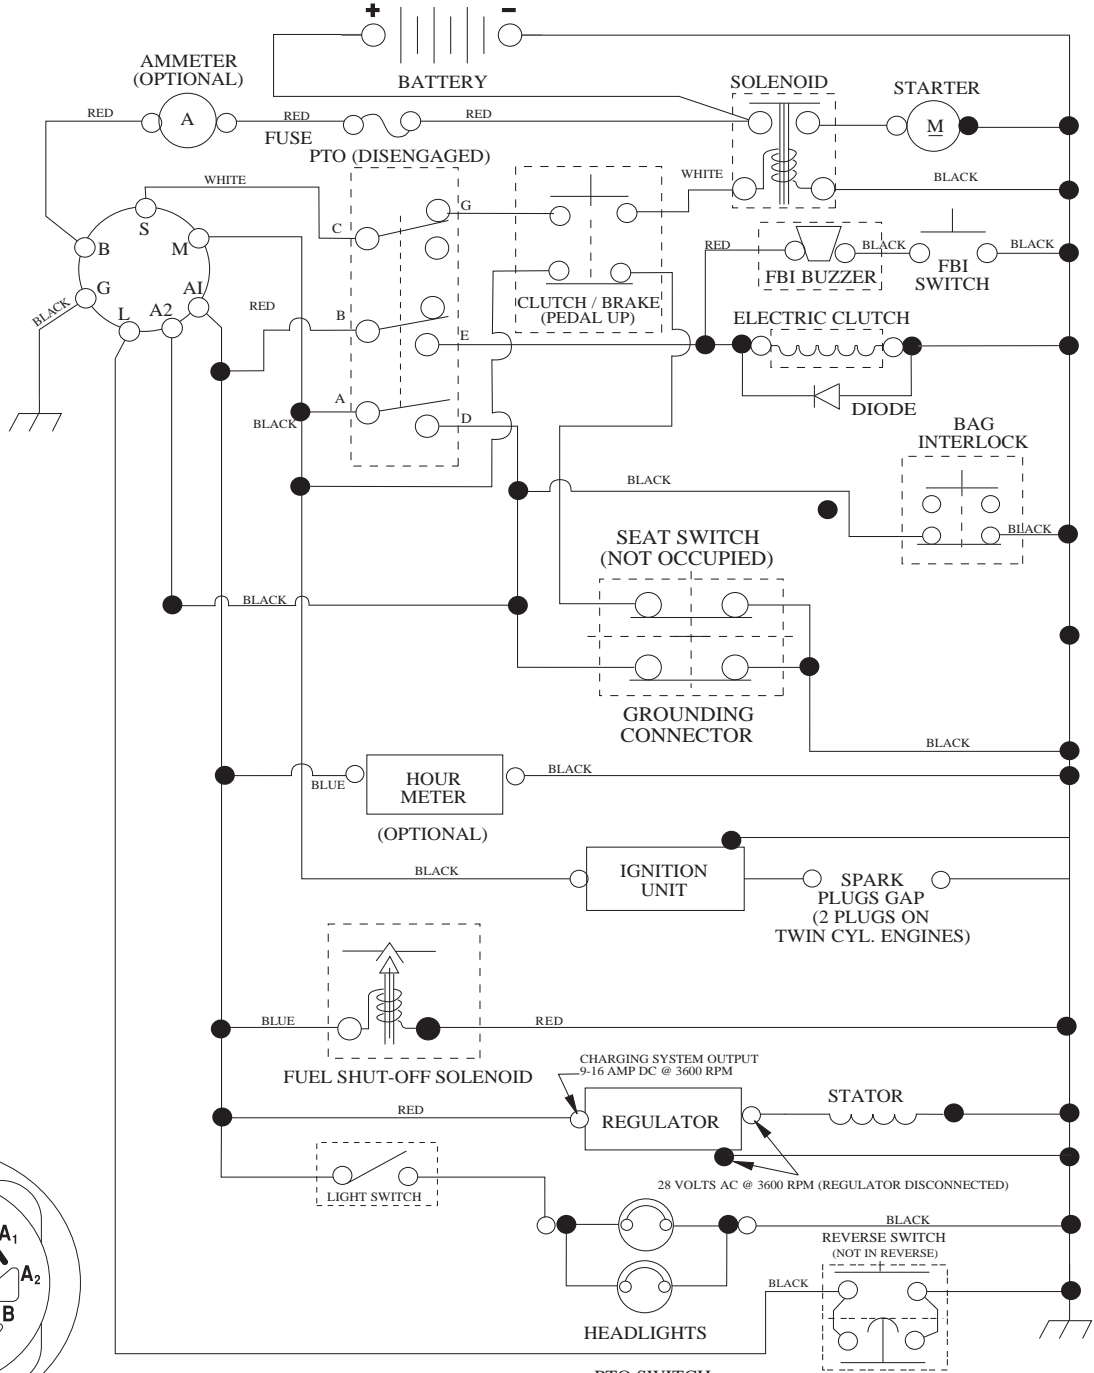 + −
BATTERY
AMMETER
(OPTIONAL)
SOLENOID
STARTER
RED
A
RED
FUSE
RED
M
PTO (DISENGAGED)
WHITE
WHITE
BLACK
S
C
G
B
M
RED
FBI BUZZER
BLACK
FBI
SWITCH
BLACK
G
A1
L
A2
BLACK
RED
B
E
CLUTCH / BRAKE
(PEDAL UP)
ELECTRIC CLUTCH
DIODE
A
BLACK
D
BAG
INTERLOCK
BLACK
BLACK
SEAT SWITCH
(NOT OCCUPIED)
BLACK
GROUNDING
CONNECTOR
BLACK
BLUE
HOUR
METER
BLACK
(OPTIONAL)
BLACK
IGNITION
UNIT
SPARK
PLUGS GAP
(2 PLUGS ON
TWIN CYL. ENGINES)
BLUE
RED
FUEL SHUT-OFF SOLENOID
CHARGING SYSTEM OUTPUT
9-16 AMP DC @ 3600 RPM
RED
REGULATOR
STATOR
28 VOLTS AC @ 3600 RPM (REGULATOR DISCONNECTED)
LIGHT SWITCH
BLACK
REVERSE SWITCH
(NOT IN REVERSE)
BLACK
HEADLIGHTS
A1
A2
B
PTO SWITCH